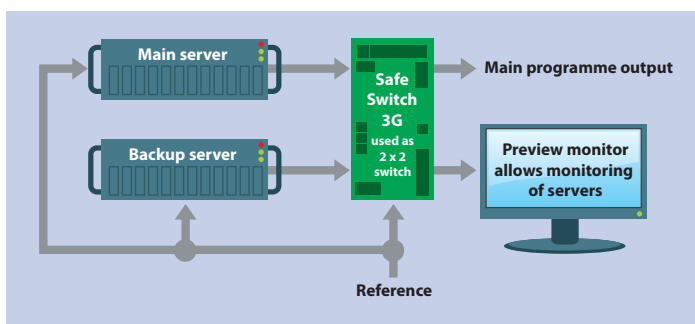 Main server
Safe
Switch
3G
used as
2 x 2
switch
Main programme output
Backup server
Preview monitor
allows monitoring
of servers
Reference